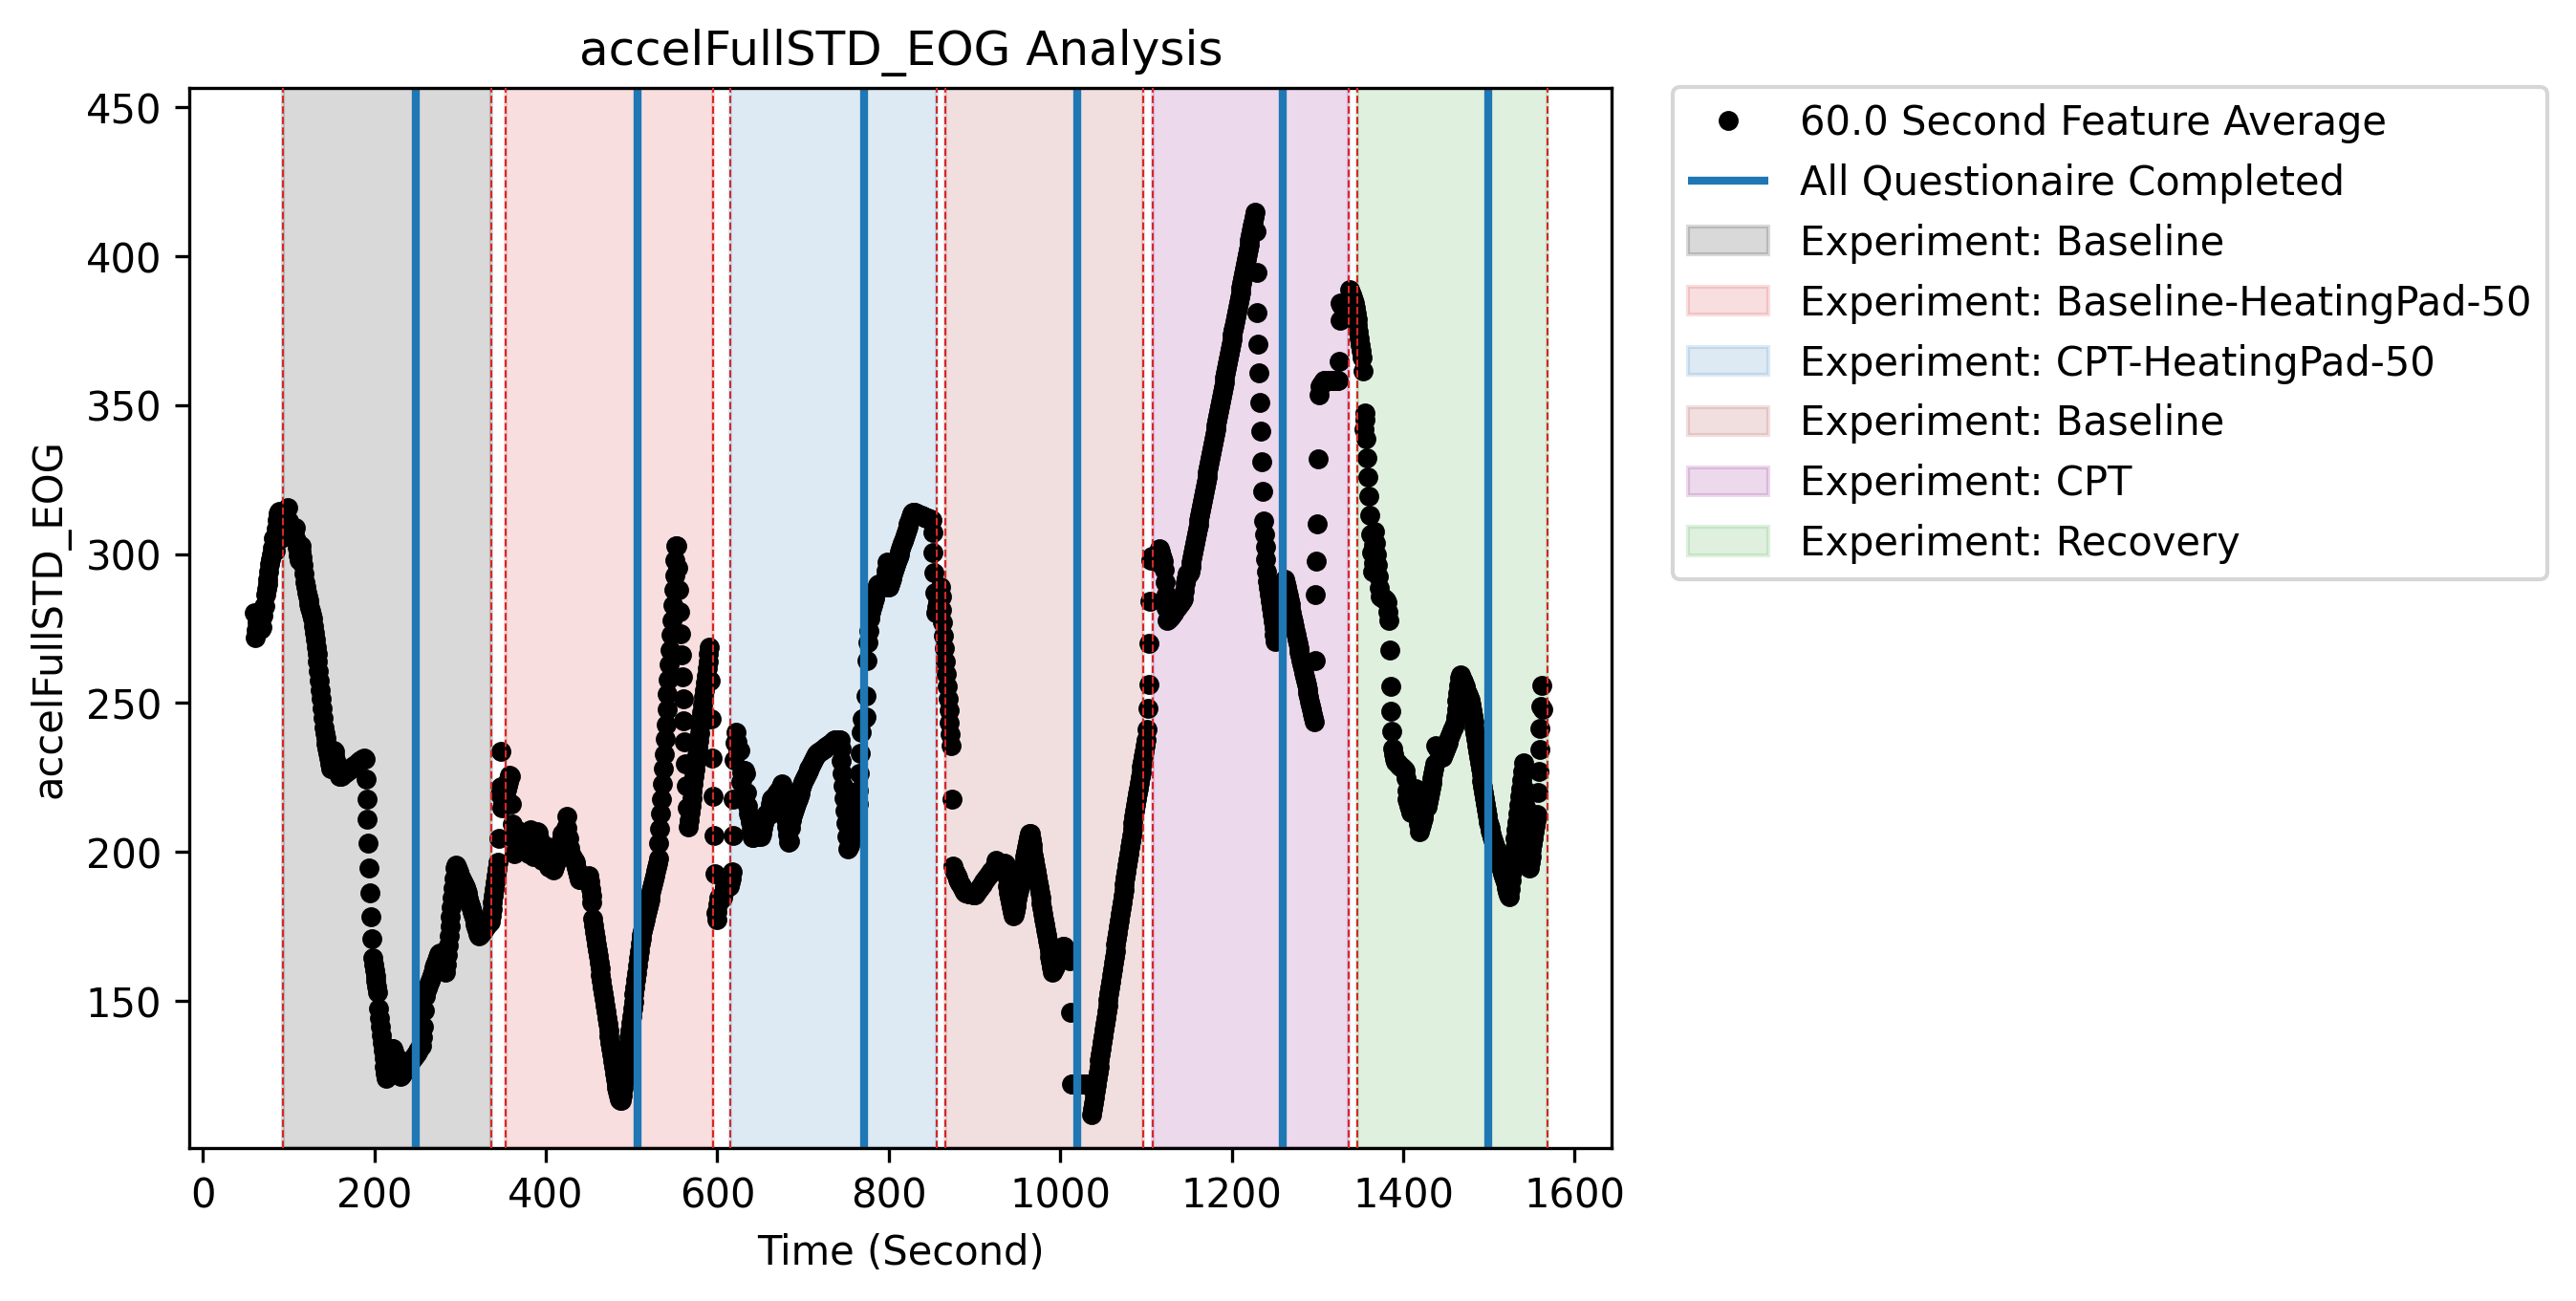 accelFullSTD_EOG Analysis
accelFullSTD_EOG
450
400
350
300
250
200
150
0 200 400 600 800 1000 1200 1400 1600
Time (Second)
60.0 Second Feature Average
All Questionaire Completed
Experiment: Baseline
Experiment: Baseline-HeatingPad-50
Experiment: CPT-HeatingPad-50
Experiment: Baseline
Experiment: CPT
Experiment: Recovery